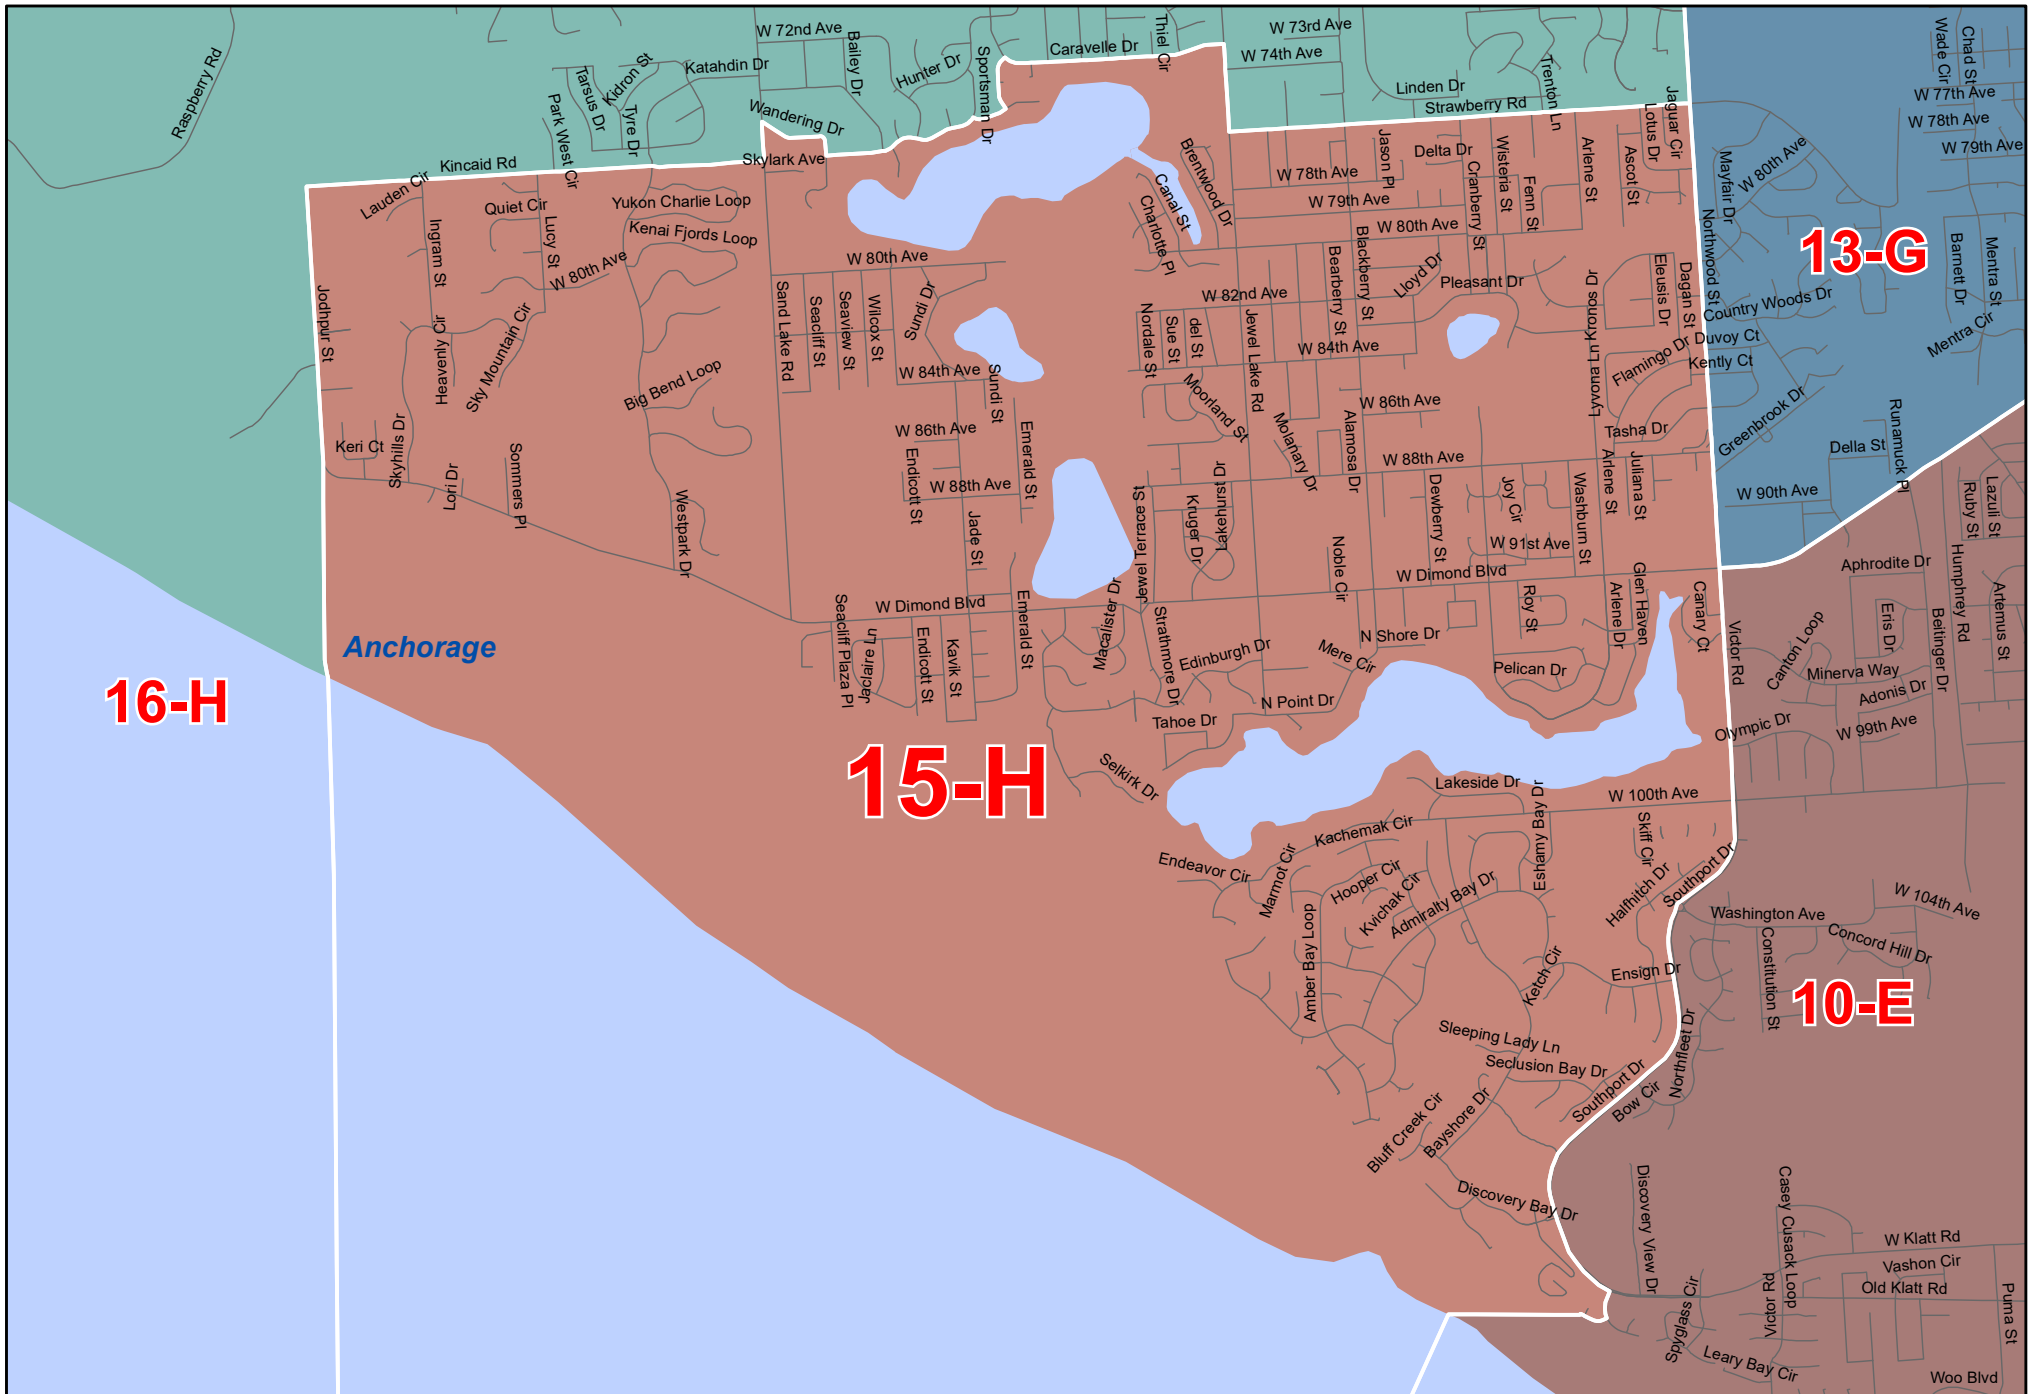 W 72nd Ave
Bailey Dr
Hunter Dr
Sportsman Dr
Caravelle Dr
Thiel Cir
W 73rd Ave
W 74th Ave
Linden Dr
Strawberry Rd
Trenton Ln
Jaguar Cir
Lotus Dr
Wade Cir
Chad St
W 77th Ave
W 78th Ave
W 79th Ave
Raspberry Rd
Tarsus Dr
Kidron St
Katahdin Dr
Park West Cir
Tyre Dr
Wandering Dr
Kincaid Rd
Skylark Ave
Lauden Cir
Quiet Cir
Yukon Charlie Loop
Kenai Fjords Loop
Ingram St
Lucy St
W 80th Ave
W 80th Ave
Brentwood Dr
Canal St
Charlotte Pl
W 78th Ave
Jason Pl
Delta Dr
Cranberry St
Wisteria St
Fenn St
Arlene St
Ascot St
W 79th Ave
W 80th Ave
Mayfair Dr
W 80th Ave
Northwood St
13-G
Barnett Dr
Mentra St
Mentra Cir
Jodhpur St
Heavenly Cir
Sky Mountain Cir
Sand Lake Rd
Seacliff St
Seaview St
Wilcox St
Sundi Dr
W 82nd Ave
Bearberry St
Blackberry St
Lloyd Dr
Pleasant Dr
Lyvona Ln
Kronos Dr
Eleusis Dr
Dagan St
Country Woods Dr
Duvoy Ct
Kently Ct
Flamingo Dr
Nordale St
Sue St
del St
Jewel Lake Rd
W 84th Ave
W 84th Ave
Sundi St
Big Bend Loop
Moorland St
Molanary Dr
Alamosa Dr
W 86th Ave
Tasha Dr
Greenbrook Dr
Runamuck Pl
Della St
Keri Ct
Skyhills Dr
Lori Dr
Sommers Pl
Westpark Dr
W 86th Ave
Endicott St
W 88th Ave
Emerald St
Jade St
Jewel Terrace St
Kruger Dr
Lakehurst Dr
W 88th Ave
Dewberry St
Joy Cir
Washburn St
Arlene St
Juliana St
W 90th Ave
Ruby St
Lazuli St
Noble Cir
W 91st Ave
W Dimond Blvd
W Dimond Blvd
Aphrodite Dr
Humphrey Rd
Artemus St
Beitinger Dr
Eris Dr
Canton Loop
Minerva Way
Adonis Dr
W 99th Ave
Anchorage
16-H
Seacliff Plaza Pl
Jaclaire Ln
Endicott St
Kavik St
Emerald St
Macalister Dr
Strathmore Dr
Edinburgh Dr
Mere Cir
N Shore Dr
Roy St
Arlene Dr
Glen Haven
Canary Ct
Victor Rd
Pelican Dr
N Point Dr
Tahoe Dr
Olympic Dr
15-H
Selkirk Dr
Lakeside Dr
W 100th Ave
Eshamy Bay Dr
Skiff Cir
Kachemak Cir
Endeavor Cir
Marmot Cir
Hooper Cir
Kvichak Cir
Admiralty Bay Dr
Halfhitch Dr
Southport Dr
W 104th Ave
Washington Ave
Concord Hill Dr
Constitution St
Amber Bay Loop
Ketch Cir
Ensign Dr
10-E
Northfleet Dr
Sleeping Lady Ln
Seclusion Bay Dr
Southport Dr
Bow Cir
Bluff Creek Cir
Bayshore Dr
Discovery Bay Dr
Discovery View Dr
Casey Cusack Loop
W Klatt Rd
Vashon Cir
Old Klatt Rd
Victor Rd
Spyglass Cir
Leary Bay Cir
Puma St
Woo Blvd